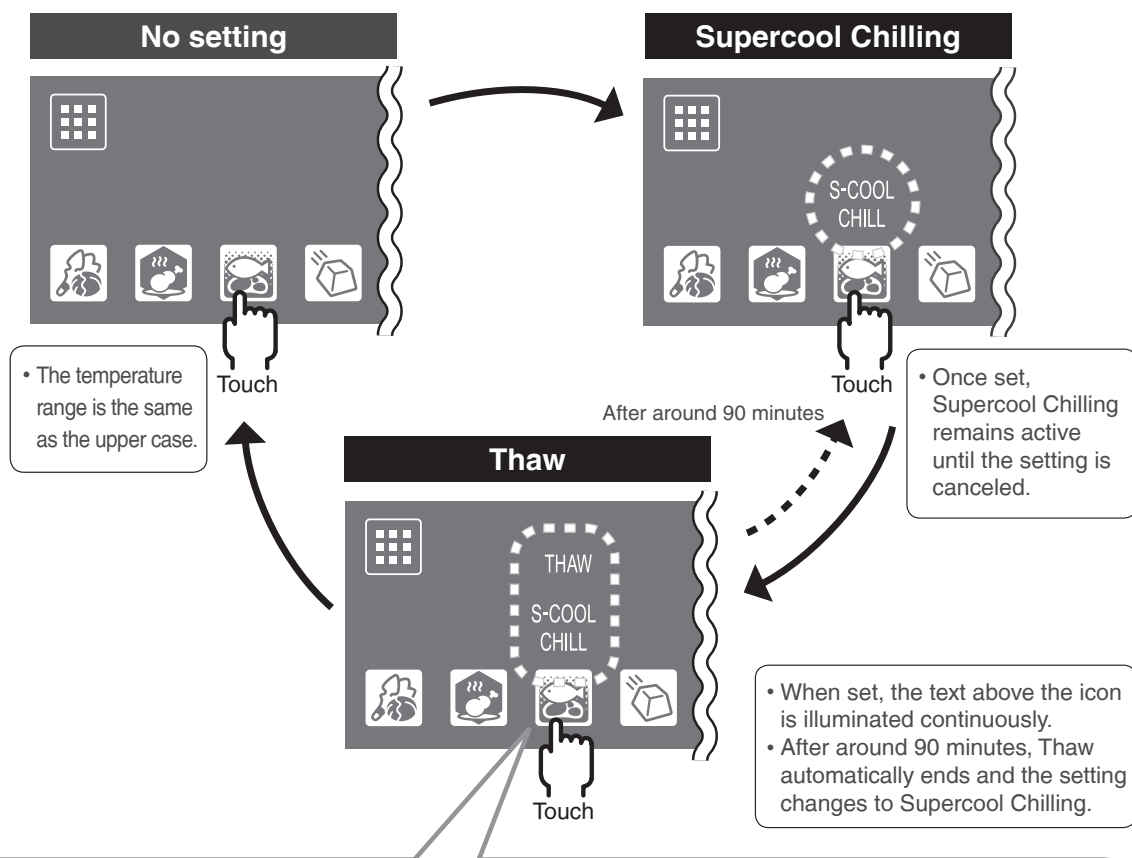 No setting
Supercool Chilling
S-COOL
CHILL
Touch
• The temperature
range is the same
as the upper case.
Touch
• Once set,
Supercool Chilling
remains active
until the setting is
canceled.
After around 90 minutes
Thaw
THAW
S-COOL
CHILL
Touch
• When set, the text above the icon
is illuminated continuously.
• After around 90 minutes, Thaw
automatically ends and the setting
changes to Supercool Chilling.